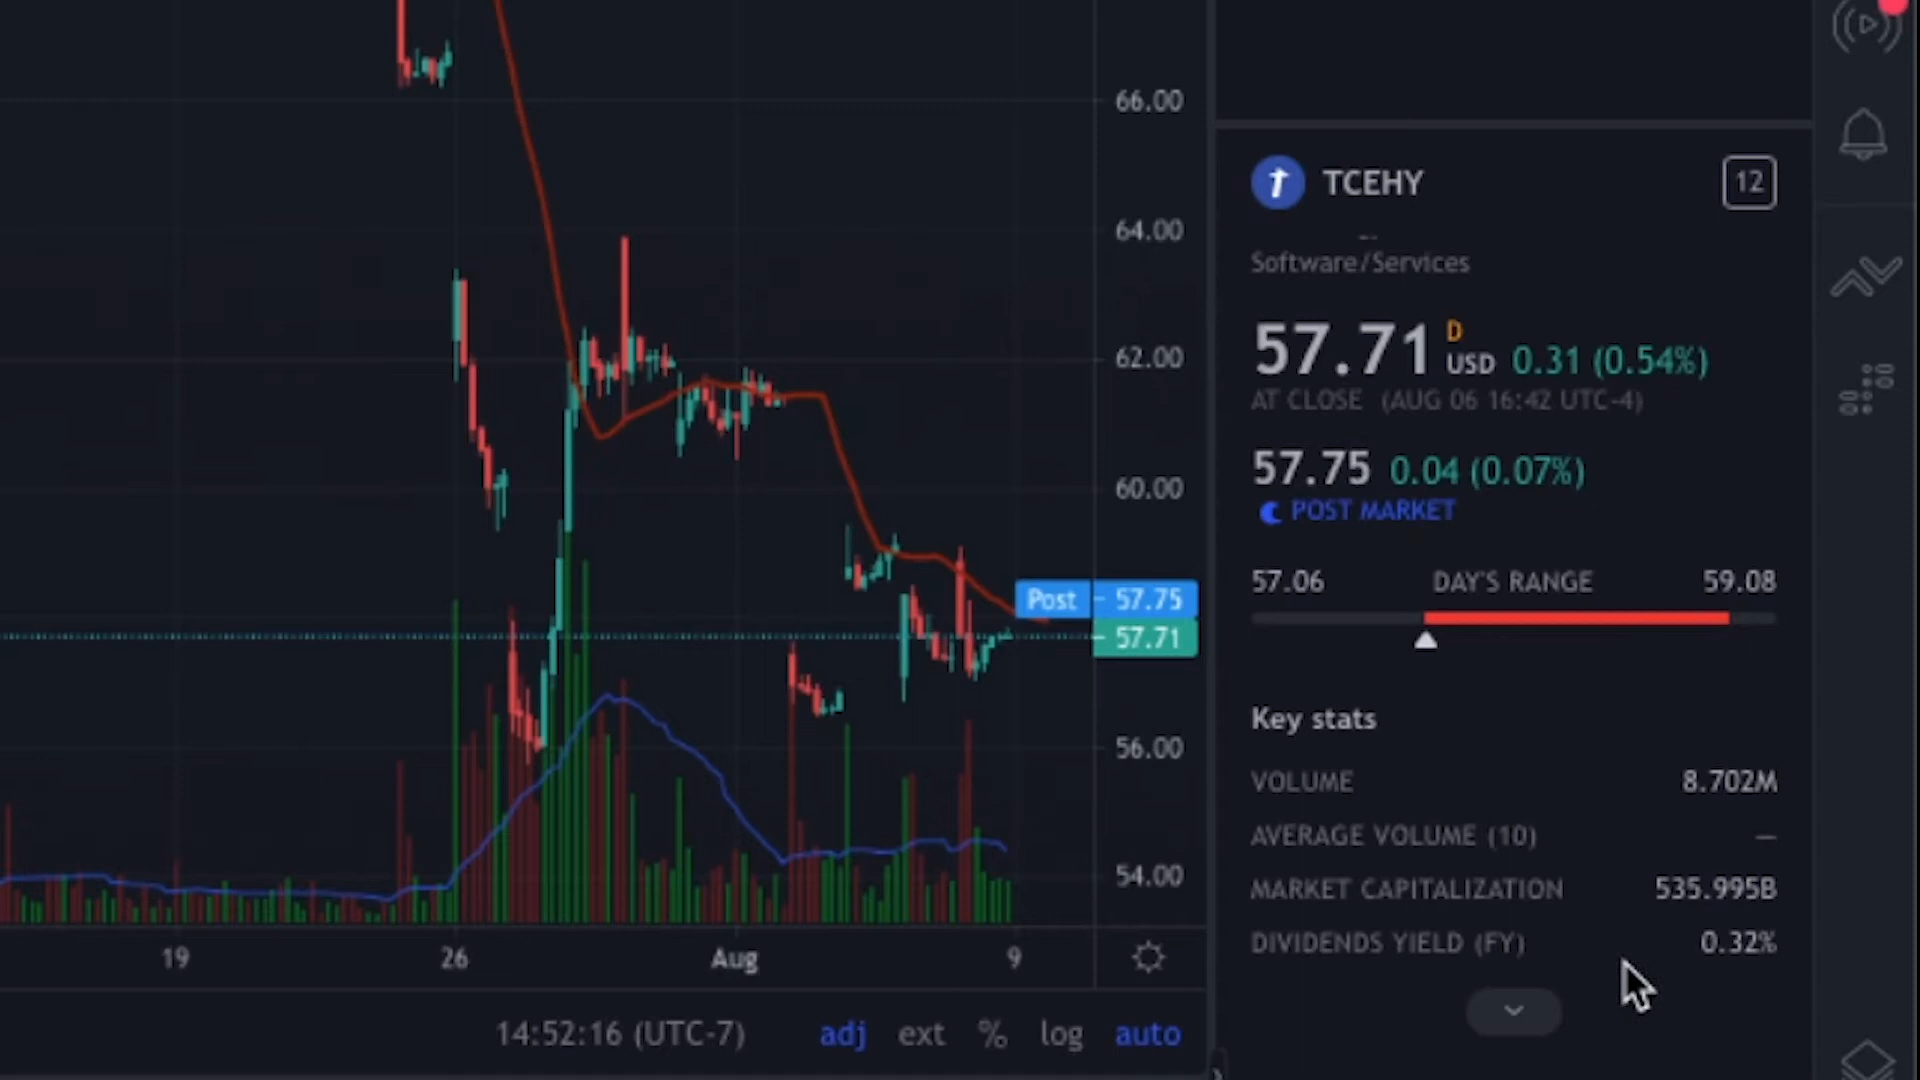 66.00
64.00
62.00
60.00
Post
57.75
57.71
56.00
54.00
19
26
Aug
9
14:52:16 (UTC-7)
adj
ext
%
log
auto
TCEHY
12
Software/Services
57.71 D USD 0.31 (0.54%)
AT CLOSE (AUG 06 16:42 UTC-4)
57.75 0.04 (0.07%)
POST MARKET
57.06 DAY'S RANGE 59.08
Key stats
VOLUME 8.702M
AVERAGE VOLUME (10) —
MARKET CAPITALIZATION 535.995B
DIVIDENDS YIELD (FY) 0.32%